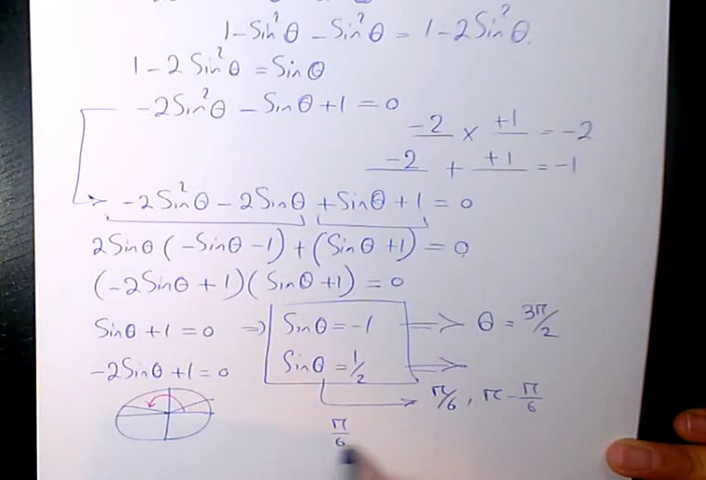 1-Sin²θ - Sin²θ = 1-2Sin²θ.
1-2 Sin²θ = Sinθ
-2Sin²θ - Sinθ + 1 = 0
-2 × +1 = -2
-2 + +1 = -1
-2Sin²θ - 2Sinθ + Sinθ + 1 = 0
2Sinθ (-Sinθ - 1) + (Sinθ + 1) = 0
(-2Sinθ + 1)(Sinθ + 1) = 0
Sinθ + 1 = 0 ⇒ Sinθ = -1 ⇒ θ = 3π/2
-2Sinθ + 1 = 0 Sinθ = 1/2 ⇒
→ π/6, π - π/6
π/6